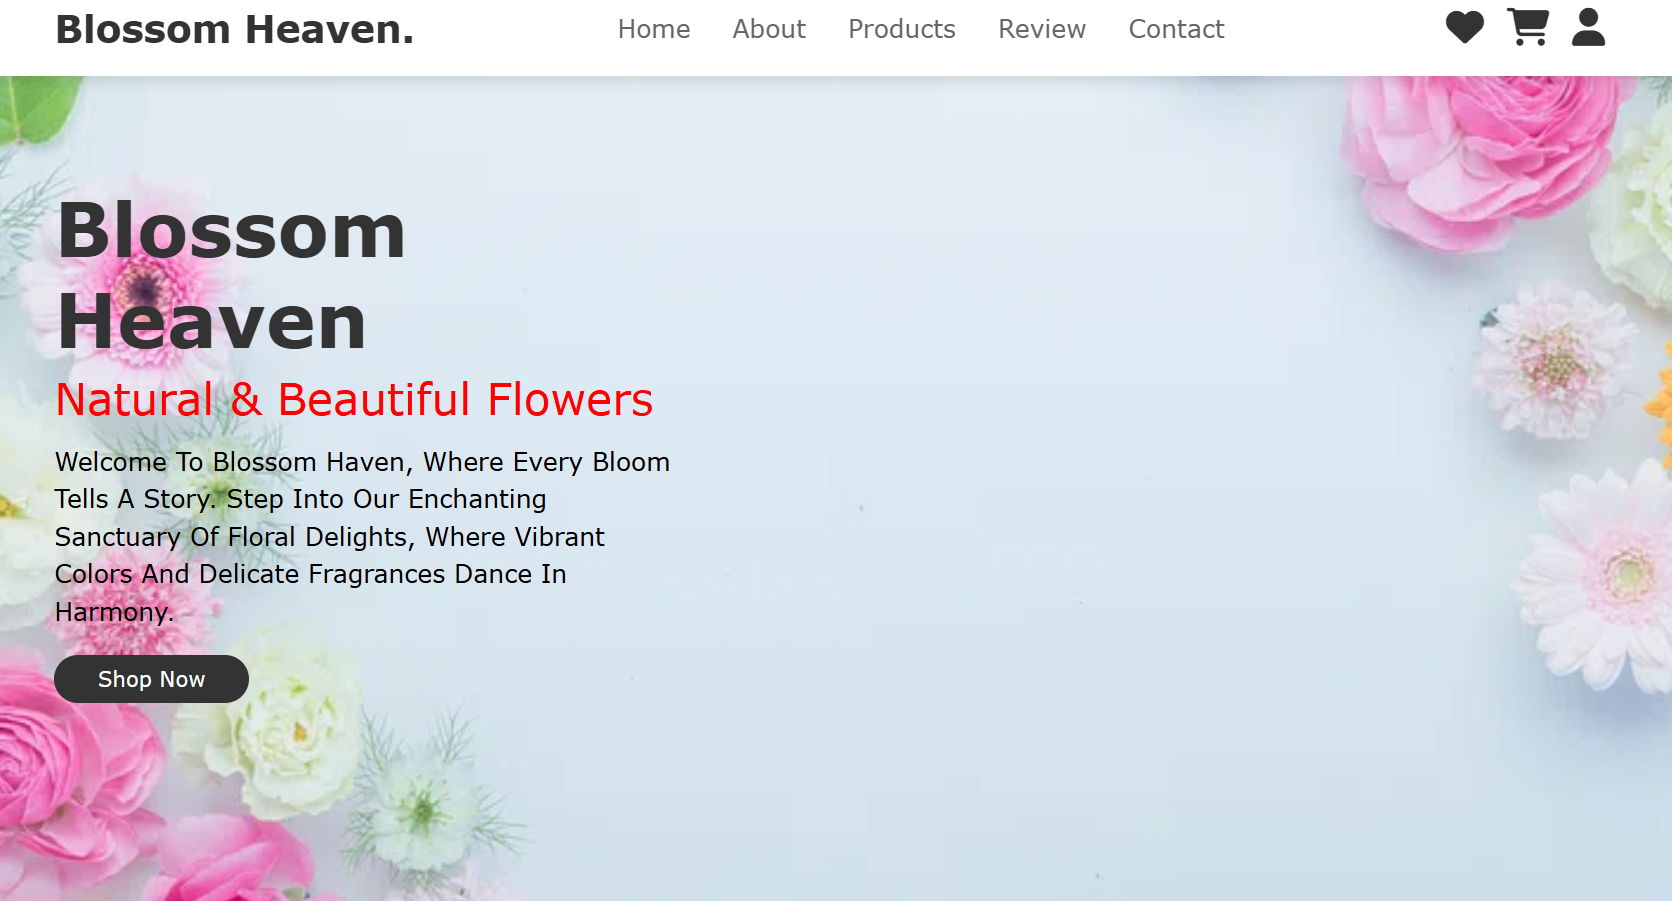 Blossom Heaven.
Home About Products Review Contact
Blossom
Heaven
Natural & Beautiful Flowers
Welcome To Blossom Haven, Where Every Bloom
Tells A Story. Step Into Our Enchanting
Sanctuary Of Floral Delights, Where Vibrant
Colors And Delicate Fragrances Dance In
Harmony.
Shop Now